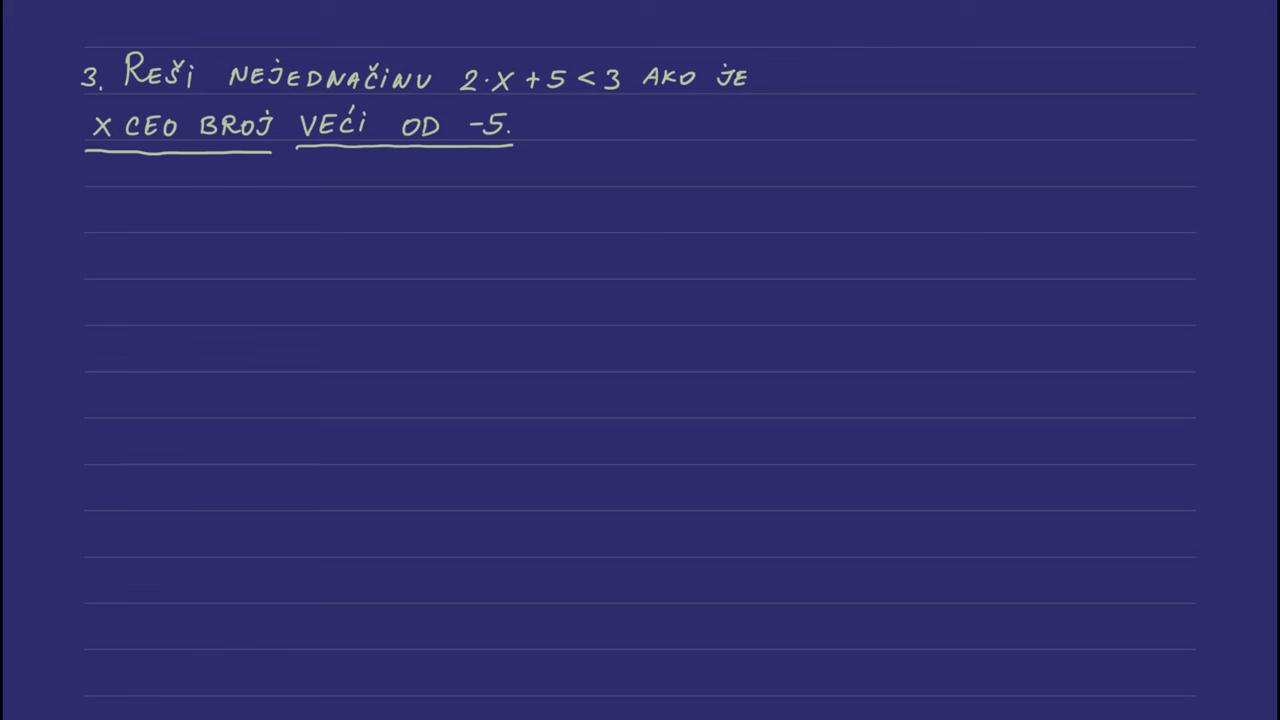 3. REŠi NEJEDNAČiNU 2·X+5<3 AKO JE
X CEO BROJ VEĆi OD -5.